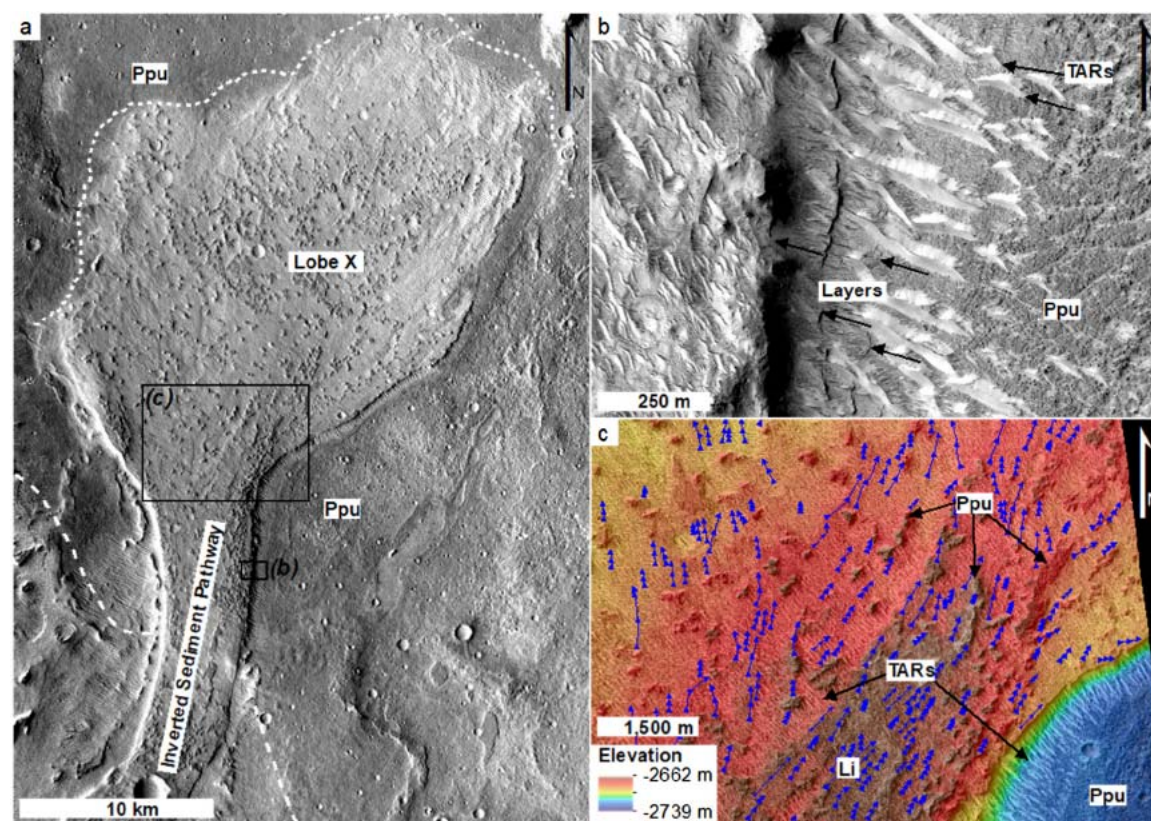 a
Ppu
N
Lobe X
(c)
Ppu
(b)
Inverted Sediment Pathway
10 km
b
TARs
Layers
Ppu
250 m
c
Ppu
TARs
1,500 m
Elevation
-2662 m
-2739 m
Li
Ppu